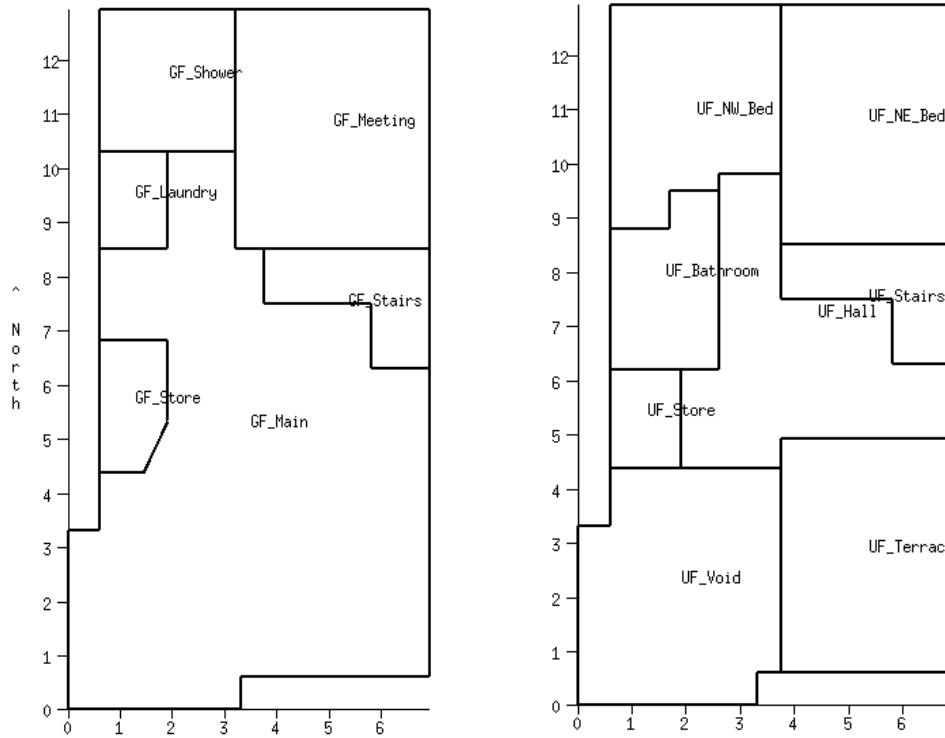 12
11
10
9
8
7
6
5
4
3
2
1
0
^ North
GF_Shower
GF_Meeting
GF_Laundry
GF_Stairs
GF_Store
GF_Main
0 1 2 3 4 5 6
12
11
10
9
8
7
6
5
4
3
2
1
0
UF_NW_Bed
UF_NE_Bed
UF_Bathroom
UF_Stairs
UF_Hall
UF_Store
UF_Terrac
UF_Void
0 1 2 3 4 5 6